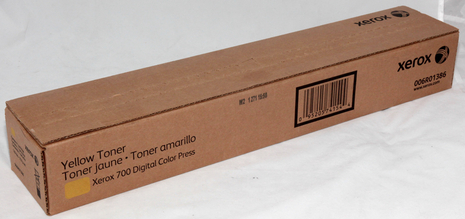 xerox
xerox
006R01386
www.xerox.com
Yellow Toner
Toner jaune • Toner amarillo
Xerox 700 Digital Color Press